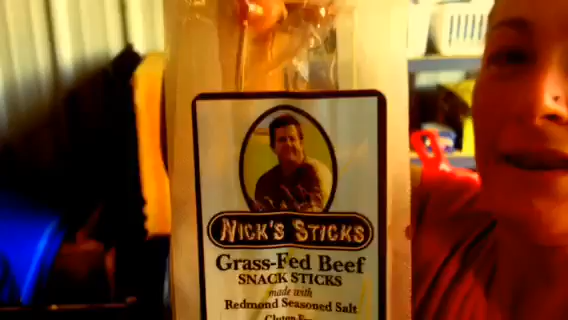 NICK'S STICKS
Grass-Fed Beef
SNACK STICKS
made with
Redmond Seasoned Salt